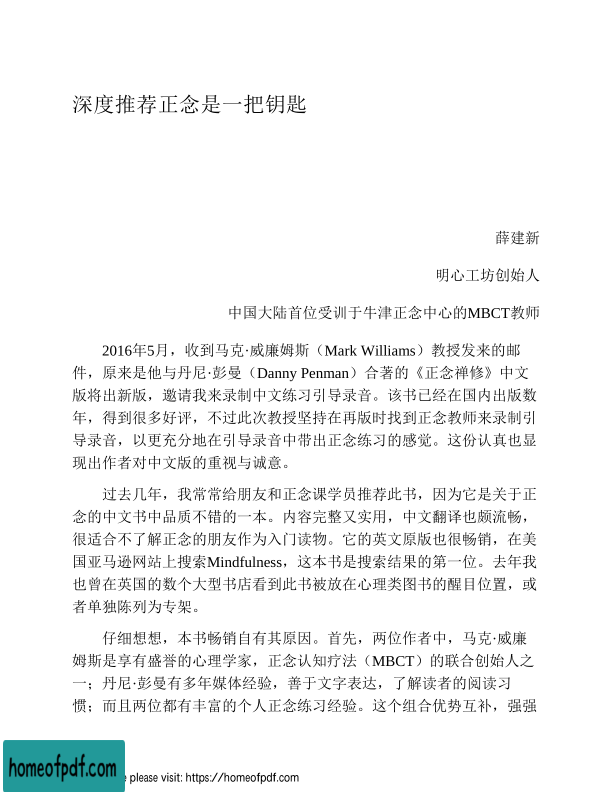 深度推荐正念是一把钥匙
薛建新
明心工坊创始人
中国大陆首位受训于牛津正念中心的MBCT教师
2016年5月，收到马克·威廉姆斯（Mark Williams）教授发来的邮
件，原来是他与丹尼·彭曼（Danny Penman）合著的《正念禅修》中文
版将出新版，邀请我来录制中文练习引导录音。该书已经在国内出版数
年，得到很多好评，不过此次教授坚持在再版时找到正念教师来录制引
导录音，以更充分地在引导录音中带出正念练习的感觉。这份认真也显
现出作者对中文版的重视与诚意。
过去几年，我常常给朋友和正念课学员推荐此书，因为它是关于正
念的中文书中品质不错的一本。内容完整又实用，中文翻译也颇流畅，
很适合不了解正念的朋友作为入门读物。它的英文原版也很畅销，在美
国亚马逊网站上搜索Mindfulness，这本书是搜索结果的第一位。去年我
也曾在英国的数个大型书店看到此书被放在心理类图书的醒目位置，或
者单独陈列为专架。
仔细想想，本书畅销自有其原因。首先，两位作者中，马克·威廉
姆斯是享有盛誉的心理学家，正念认知疗法（MBCT）的联合创始人之
一；丹尼·彭曼有多年媒体经验，善于文字表达，了解读者的阅读习
惯；而且两位都有丰富的个人正念练习经验。这个组合优势互补，强强
homeofpdf.com
please visit: https://homeofpdf.com